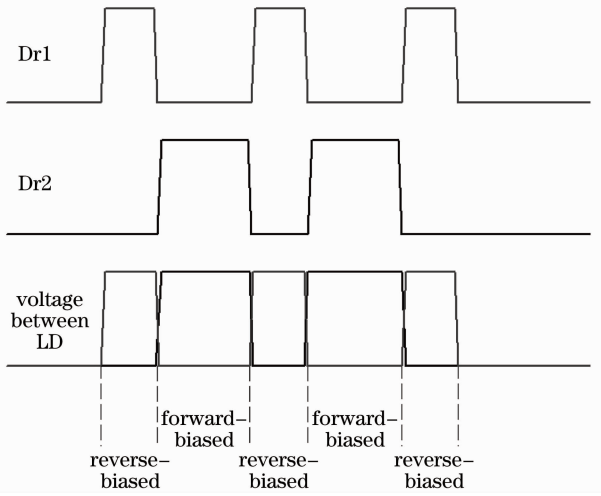 Dr1
Dr2
voltage
between
LD
forward-
biased
forward-
biased
reverse-
biased
reverse-
biased
reverse-
biased